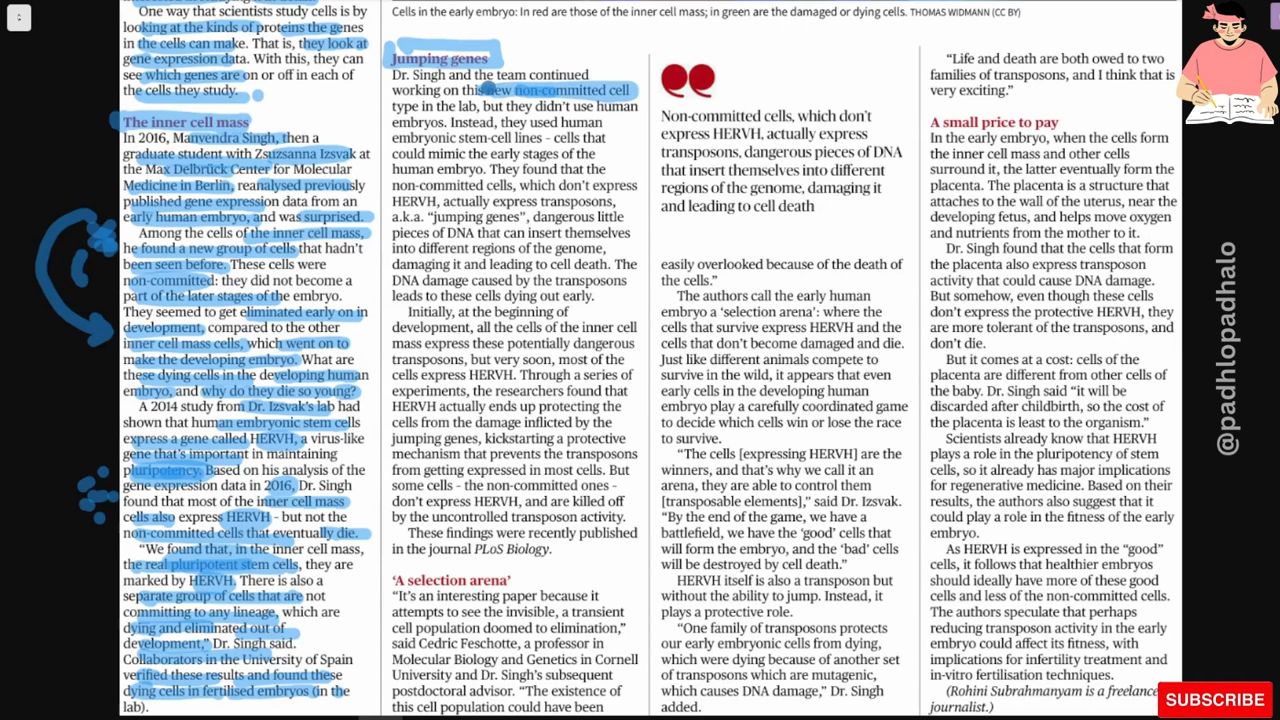 interested in studying it in detail.
One way that scientists study cells is by
looking at the kinds of proteins the genes
in the cells can make. That is, they look at
gene expression data. With this, they can
see which genes are on or off in each of
the cells they study.
The inner cell mass
In 2016, Manvendra Singh, then a
graduate student with Zsuzsanna Izsvak at
the Max Delbrück Center for Molecular
Medicine in Berlin, reanalysed previously
published gene expression data from an
early human embryo, and was surprised.
Among the cells of the inner cell mass,
he found a new group of cells that hadn't
been seen before. These cells were
non-committed: they did not become a
part of the later stages of the embryo.
They seemed to get eliminated early on in
development, compared to the other
inner cell mass cells, which went on to
make the developing embryo. What are
these dying cells in the developing human
embryo, and why do they die so young?
A 2014 study from Dr. Izsvak's lab had
shown that human embryonic stem cells
express a gene called HERVH, a virus-like
gene that's important in maintaining
pluripotency. Based on his analysis of the
gene expression data in 2016, Dr. Singh
found that most of the inner cell mass
cells also express HERVH - but not the
non-committed cells that eventually die.
"We found that, in the inner cell mass,
the real pluripotent stem cells, they are
marked by HERVH. There is also a
separate group of cells that are not
committing to any lineage, which are
dying and eliminated out of
development," Dr. Singh said.
Collaborators in the University of Spain
verified these results and found these
dying cells in fertilised embryos (in the
lab).
Cells in the early embryo: In red are those of the inner cell mass; in green are the damaged or dying cells. THOMAS WIDMANN (CC BY)
Jumping genes
Dr. Singh and the team continued
working on this new non-committed cell
type in the lab, but they didn't use human
embryos. Instead, they used human
embryonic stem-cell lines - cells that
could mimic the early stages of the
human embryo. They found that the
non-committed cells, which don't express
HERVH, actually express transposons,
a.k.a. "jumping genes", dangerous little
pieces of DNA that can insert themselves
into different regions of the genome,
damaging it and leading to cell death. The
DNA damage caused by the transposons
leads to these cells dying out early.
Initially, at the beginning of
development, all the cells of the inner cell
mass express these potentially dangerous
transposons, but very soon, most of the
cells express HERVH. Through a series of
experiments, the researchers found that
HERVH actually ends up protecting the
cells from the damage inflicted by the
jumping genes, kickstarting a protective
mechanism that prevents the transposons
from getting expressed in most cells. But
some cells - the non-committed ones -
don't express HERVH, and are killed off
by the uncontrolled transposon activity.
These findings were recently published
in the journal PLoS Biology.
'A selection arena'
"It's an interesting paper because it
attempts to see the invisible, a transient
cell population doomed to elimination,"
said Cedric Feschotte, a professor in
Molecular Biology and Genetics in Cornell
University and Dr. Singh's subsequent
postdoctoral advisor. "The existence of
this cell population could have been
Non-committed cells, which don't
express HERVH, actually express
transposons, dangerous pieces of DNA
that insert themselves into different
regions of the genome, damaging it
and leading to cell death
easily overlooked because of the death of
the cells."
The authors call the early human
embryo a 'selection arena': where the
cells that survive express HERVH and the
cells that don't become damaged and die.
Just like different animals compete to
survive in the wild, it appears that even
early cells in the developing human
embryo play a carefully coordinated game
to decide which cells win or lose the race
to survive.
"The cells [expressing HERVH] are the
winners, and that's why we call it an
arena, they are able to control them
[transposable elements]," said Dr. Izsvak.
"By the end of the game, we have a
battlefield, we have the 'good' cells that
will form the embryo, and the 'bad' cells
will be destroyed by cell death."
HERVH itself is also a transposon but
without the ability to jump. Instead, it
plays a protective role.
"One family of transposons protects
our early embryonic cells from dying,
which were dying because of another set
of transposons which are mutagenic,
which causes DNA damage," Dr. Singh
added.
"Life and death are both owed to two
families of transposons, and I think that is
very exciting."
A small price to pay
In the early embryo, when the cells form
the inner cell mass and other cells
surround it, the latter eventually form the
placenta. The placenta is a structure that
attaches to the wall of the uterus, near the
developing fetus, and helps move oxygen
and nutrients from the mother to it.
Dr. Singh found that the cells that form
the placenta also express transposon
activity that could cause DNA damage.
But somehow, even though these cells
don't express the protective HERVH, they
are more tolerant of the transposons, and
don't die.
But it comes at a cost: cells of the
placenta are different from other cells of
the baby. Dr. Singh said "it will be
discarded after childbirth, so the cost of
the placenta is least to the organism."
Scientists already know that HERVH
plays a role in the pluripotency of stem
cells, so it already has major implications
for regenerative medicine. Based on their
results, the authors also suggest that it
could play a role in the fitness of the early
embryo.
As HERVH is expressed in the "good"
cells, it follows that healthier embryos
should ideally have more of these good
cells and less of the non-committed cells.
The authors speculate that perhaps
reducing transposon activity in the early
embryo could affect its fitness, with
implications for infertility treatment and
in-vitro fertilisation techniques.
(Rohini Subrahmanyam is a freelance
journalist.)
@padhlopadhalo
SUBSCRIBE